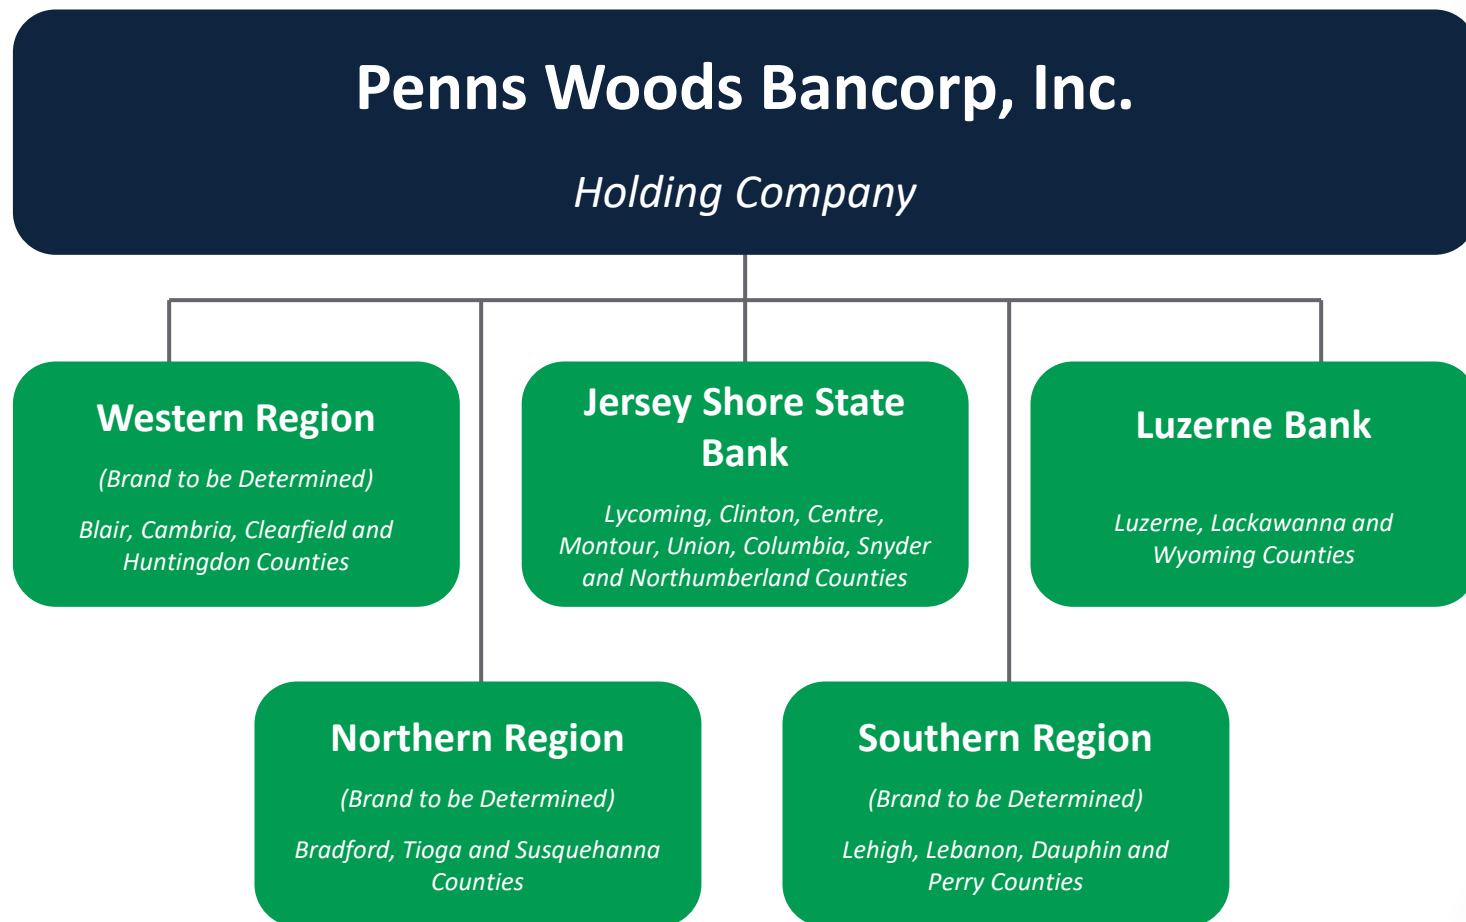 Penns Woods Bancorp, Inc.
Holding Company
Western Region
(Brand to be Determined)
Blair, Cambria, Clearfield and
Huntingdon Counties
Jersey Shore State
Bank
Lycoming, Clinton, Centre,
Montour, Union, Columbia, Snyder
and Northumberland Counties
Luzerne Bank
Luzerne, Lackawanna and
Wyoming Counties
Northern Region
(Brand to be Determined)
Bradford, Tioga and Susquehanna
Counties
Southern Region
(Brand to be Determined)
Lehigh, Lebanon, Dauphin and
Perry Counties